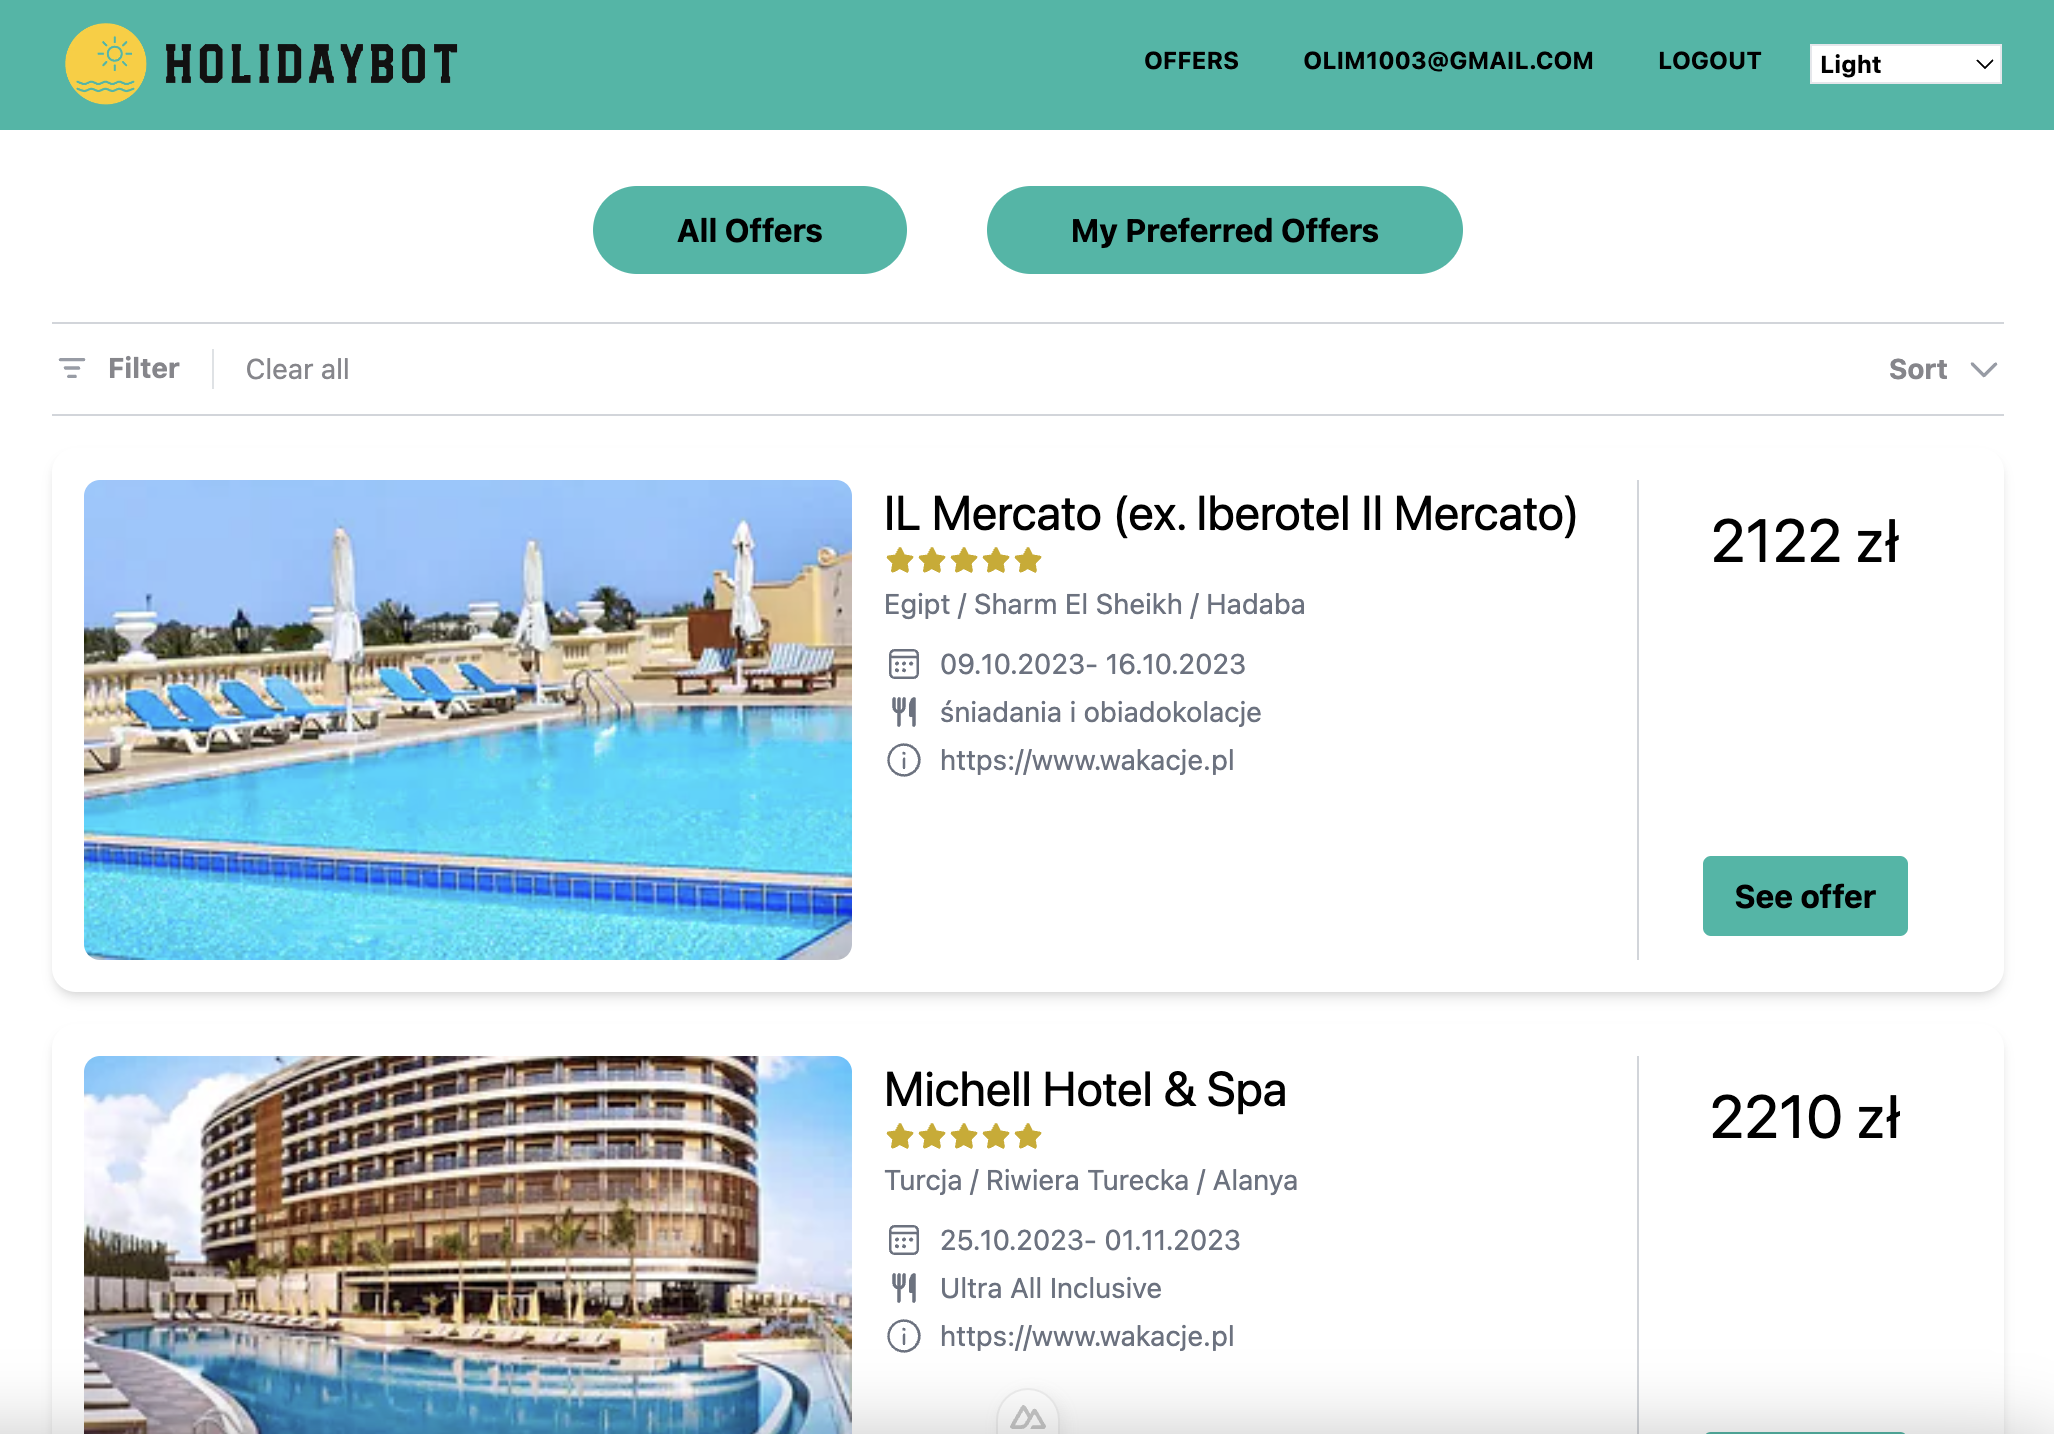 HOLIDAYBOT
OFFERS
OLIM1003@GMAIL.COM
LOGOUT
Light
All Offers
My Preferred Offers
Filter
Clear all
Sort
IL Mercato (ex. Iberotel Il Mercato)
Egipt / Sharm El Sheikh / Hadaba
09.10.2023- 16.10.2023
śniadania i obiadokolacje
https://www.wakacje.pl
2122 zł
See offer
Michell Hotel & Spa
Turcja / Riwiera Turecka / Alanya
25.10.2023- 01.11.2023
Ultra All Inclusive
https://www.wakacje.pl
2210 zł